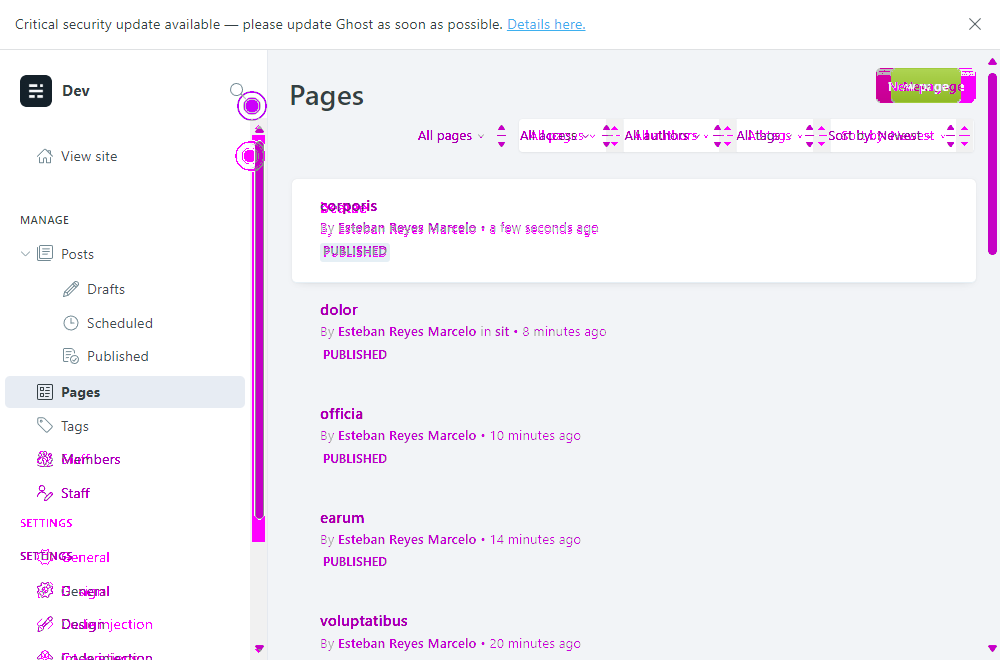 Critical security update available — please update Ghost as soon as possible. Details here.
Dev
View site
MANAGE
Posts
Drafts
Scheduled
Published
Pages
Tags
Members
Staff
SETTINGS
SETTINGS
General
General
Pages
New page
All pages
All access
All authors
All tags
Sort by: Newest
corporis
By Esteban Reyes Marcelo • a few seconds ago
PUBLISHED
dolor
By Esteban Reyes Marcelo in sit • 8 minutes ago
PUBLISHED
officia
By Esteban Reyes Marcelo • 10 minutes ago
PUBLISHED
earum
By Esteban Reyes Marcelo • 14 minutes ago
PUBLISHED
voluptatibus
By Esteban Reyes Marcelo • 20 minutes ago